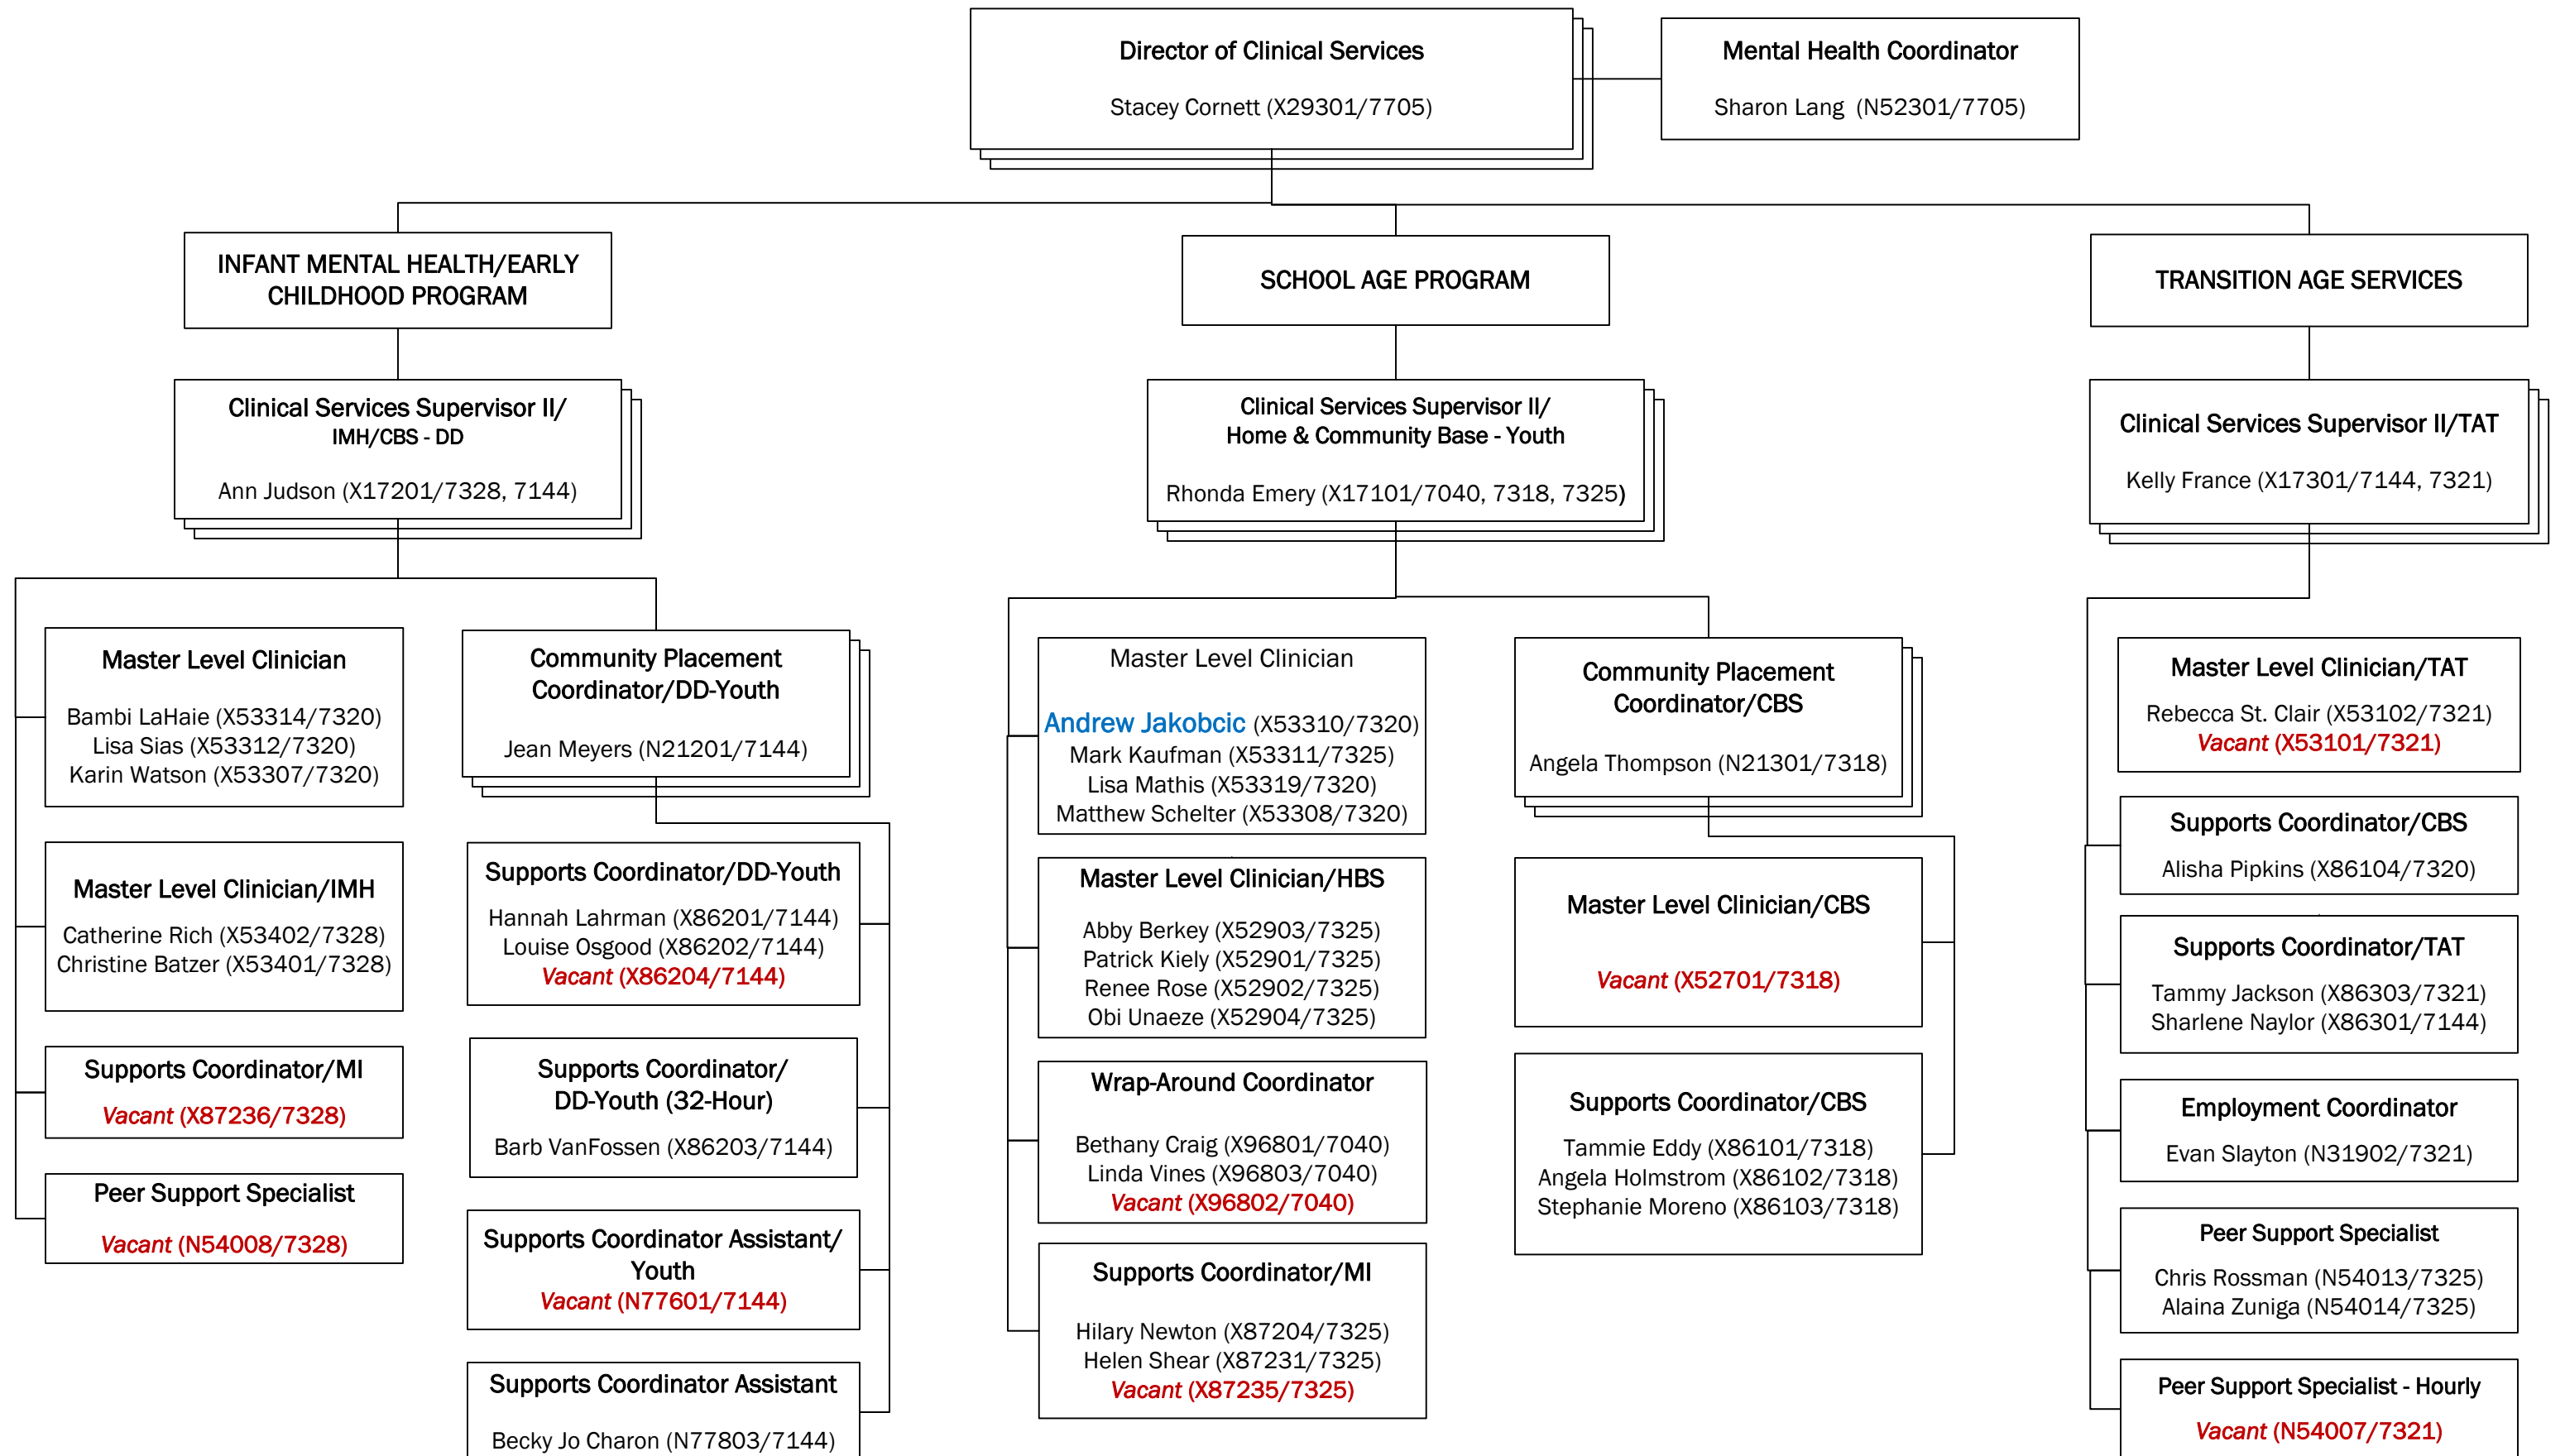 Director of Clinical Services
Stacey Cornett (X29301/7705)
Mental Health Coordinator
Sharon Lang (N52301/7705)
INFANT MENTAL HEALTH/EARLY
CHILDHOOD PROGRAM
SCHOOL AGE PROGRAM
TRANSITION AGE SERVICES
Clinical Services Supervisor II/
IMH/CBS - DD
Ann Judson (X17201/7328, 7144)
Clinical Services Supervisor II/
Home & Community Base - Youth
Rhonda Emery (X17101/7040, 7318, 7325)
Clinical Services Supervisor II/TAT
Kelly France (X17301/7144, 7321)
Master Level Clinician
Bambi LaHaie (X53314/7320)
Lisa Sias (X53312/7320)
Karin Watson (X53307/7320)
Master Level Clinician/IMH
Catherine Rich (X53402/7328)
Christine Batzer (X53401/7328)
Supports Coordinator/MI
Vacant (X87236/7328)
Peer Support Specialist
Vacant (N54008/7328)
Community Placement
Coordinator/DD-Youth
Jean Meyers (N21201/7144)
Supports Coordinator/DD-Youth
Hannah Lahrman (X86201/7144)
Louise Osgood (X86202/7144)
Vacant (X86204/7144)
Supports Coordinator/
DD-Youth (32-Hour)
Barb VanFossen (X86203/7144)
Supports Coordinator Assistant/
Youth
Vacant (N77601/7144)
Supports Coordinator Assistant
Becky Jo Charon (N77803/7144)
Master Level Clinician
Andrew Jakobcic (X53310/7320)
Mark Kaufman (X53311/7325)
Lisa Mathis (X53319/7320)
Matthew Schelter (X53308/7320)
Master Level Clinician/HBS
Abby Berkey (X52903/7325)
Patrick Kiely (X52901/7325)
Renee Rose (X52902/7325)
Obi Unaeze (X52904/7325)
Wrap-Around Coordinator
Bethany Craig (X96801/7040)
Linda Vines (X96803/7040)
Vacant (X96802/7040)
Supports Coordinator/MI
Hilary Newton (X87204/7325)
Helen Shear (X87231/7325)
Vacant (X87235/7325)
Community Placement
Coordinator/CBS
Angela Thompson (N21301/7318)
Master Level Clinician/CBS
Vacant (X52701/7318)
Supports Coordinator/CBS
Tammie Eddy (X86101/7318)
Angela Holmstrom (X86102/7318)
Stephanie Moreno (X86103/7318)
Master Level Clinician/TAT
Rebecca St. Clair (X53102/7321)
Vacant (X53101/7321)
Supports Coordinator/CBS
Alisha Pipkins (X86104/7320)
Supports Coordinator/TAT
Tammy Jackson (X86303/7321)
Sharlene Naylor (X86301/7144)
Employment Coordinator
Evan Slayton (N31902/7321)
Peer Support Specialist
Chris Rossman (N54013/7325)
Alaina Zuniga (N54014/7325)
Peer Support Specialist - Hourly
Vacant (N54007/7321)